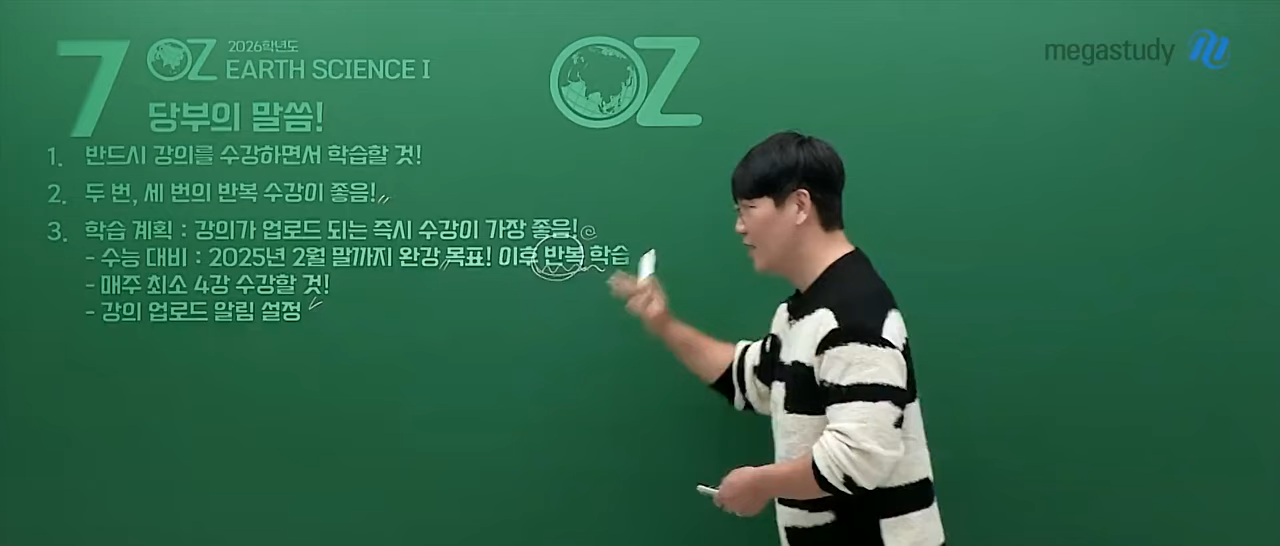 7
OZ 2026학년도
EARTH SCIENCE I
당부의 말씀!
OZ
megastudy
1. 반드시 강의를 수강하면서 학습할 것!
2. 두 번, 세 번의 반복 수강이 좋음!
3. 학습 계획 : 강의가 업로드 되는 즉시 수강이 가장 좋음!
- 수능 대비 : 2025년 2월 말까지 완강 목표! 이후 반복 학습
- 매주 최소 4강 수강할 것!
- 강의 업로드 알림 설정